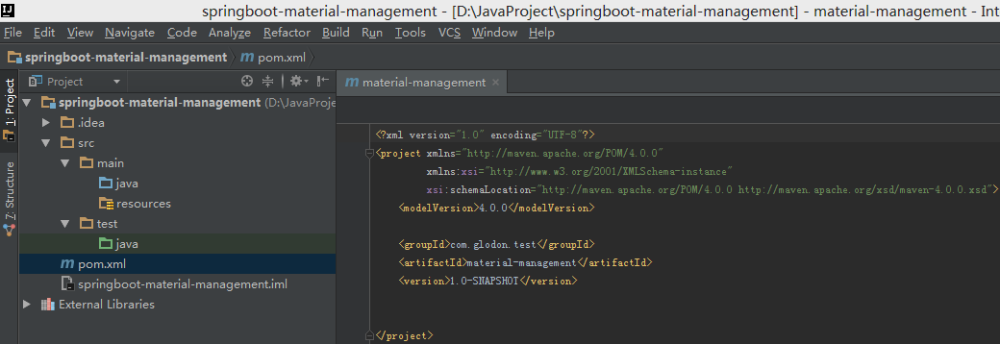 springboot-material-management - [D:\JavaProject\springboot-material-management] - material-management - Int
File Edit View Navigate Code Analyze Refactor Build Run Tools VCS Window Help
springboot-material-management pom.xml
1: Project
7: Structure
Project
springboot-material-management (D:\JavaProje
.idea
src
main
java
resources
test
java
pom.xml
springboot-material-management.iml
External Libraries
material-management
<?xml version="1.0" encoding="UTF-8"?>
<project xmlns="http://maven.apache.org/POM/4.0.0"
xmlns:xsi="http://www.w3.org/2001/XMLSchema-instance"
xsi:schemaLocation="http://maven.apache.org/POM/4.0.0 http://maven.apache.org/xsd/maven-4.0.0.xsd">
<modelVersion>4.0.0</modelVersion>
<groupId>com.glodon.test</groupId>
<artifactId>material-management</artifactId>
<version>1.0-SNAPSHOT</version>
</project>